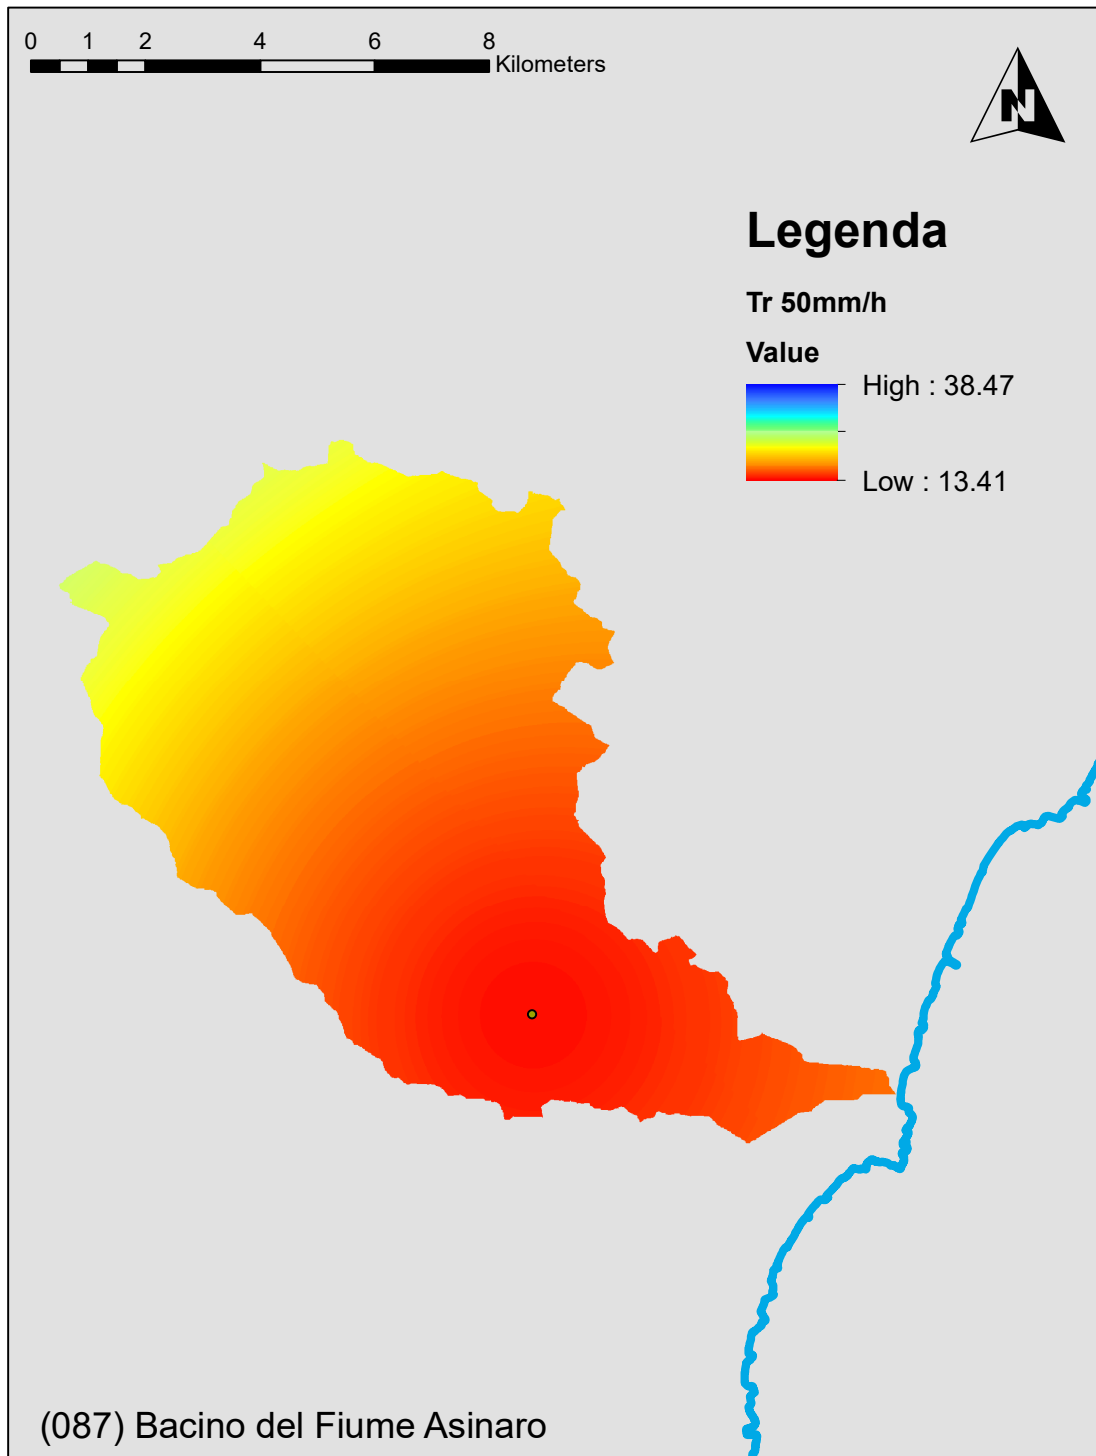 0 1 2 4 6 8
Kilometers
N
Legenda
Tr 50mm/h
Value
High : 38.47
Low : 13.41
(087) Bacino del Fiume Asinaro